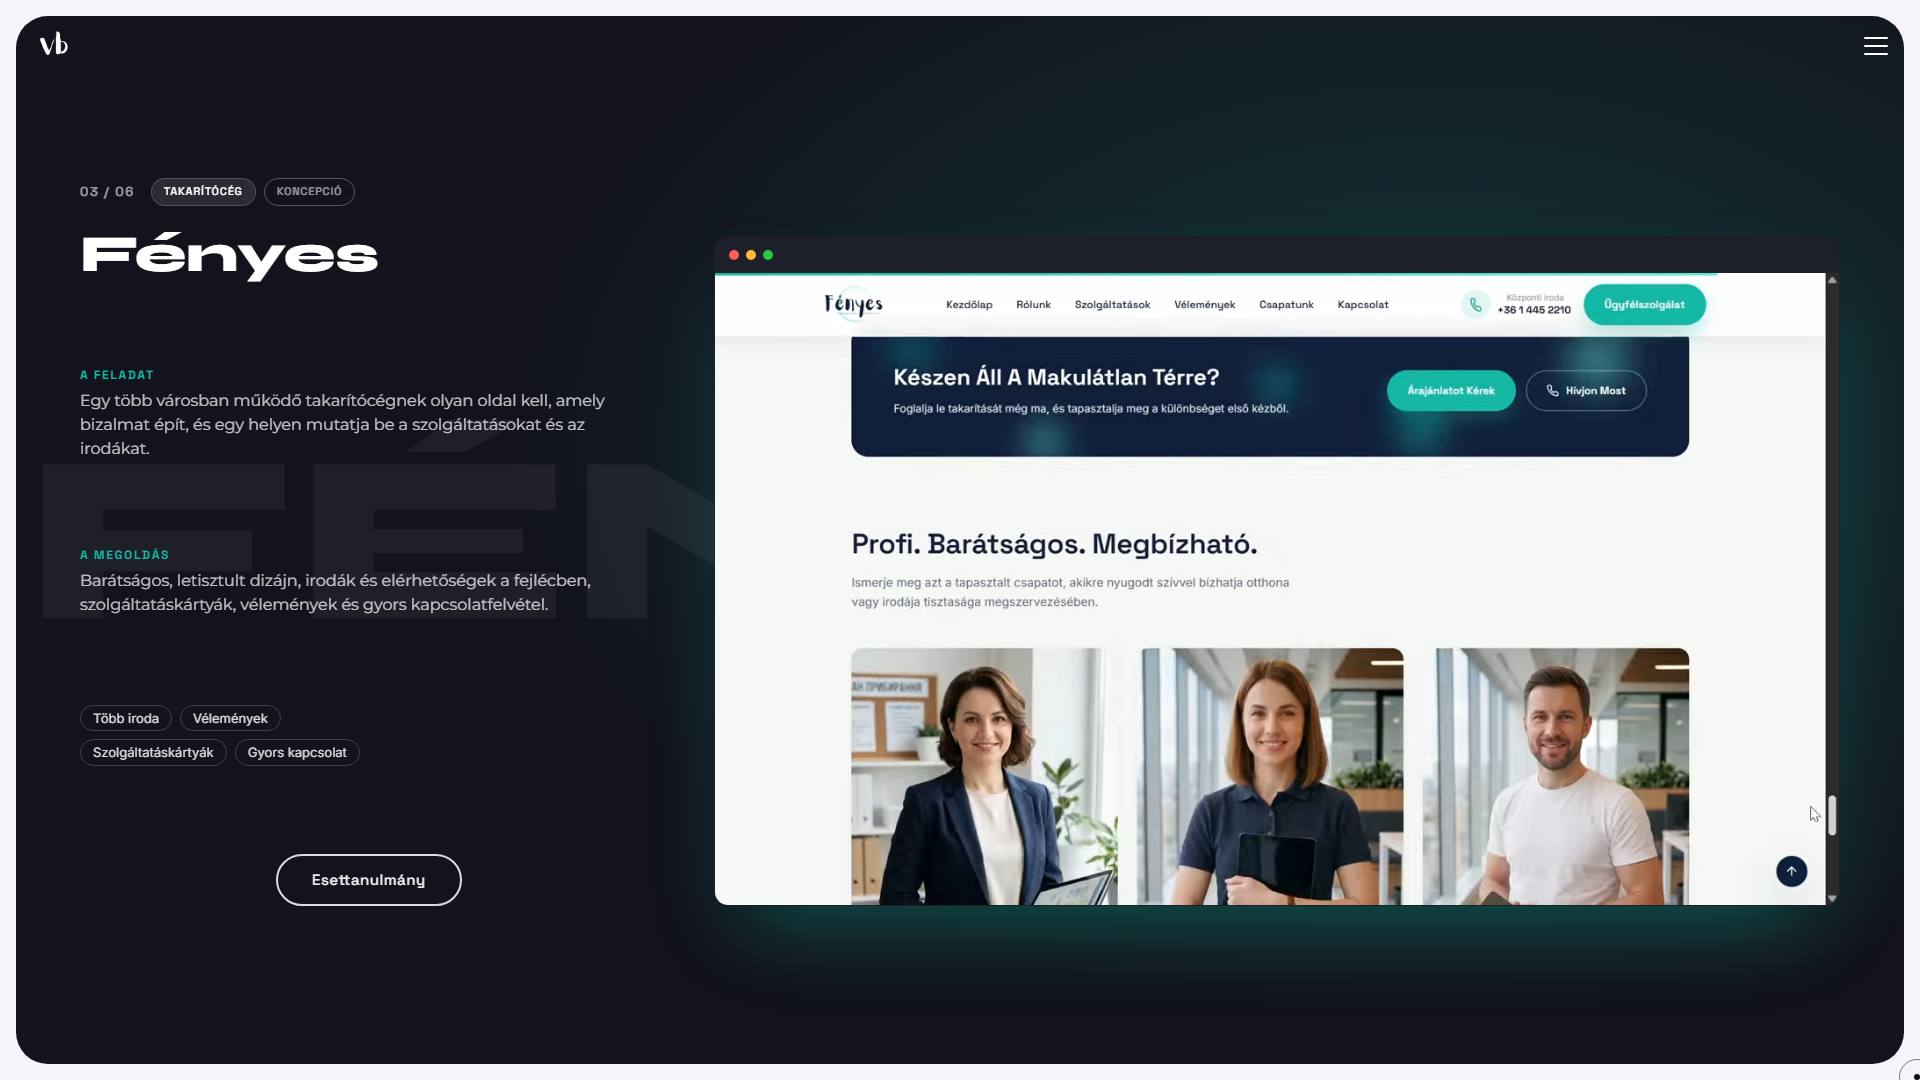 vb
03 / 06
TAKARÍTÓCÉG
KONCEPCIÓ
Fényes
A FELADAT
Egy több városban működő takarítócégnek olyan oldal kell, amely
bizalmat épít, és egy helyen mutatja be a szolgáltatásokat és az
irodákat.
FÉN
A MEGOLDÁS
Barátságos, letisztult dizájn, irodák és elérhetőségek a fejlécben,
szolgáltatáskártyák, vélemények és gyors kapcsolatfelvétel.
Több iroda
Vélemények
Szolgáltatáskártyák
Gyors kapcsolat
Esettanulmány
Fényes
Kezdőlap
Rólunk
Szolgáltatások
Vélemények
Csapatunk
Kapcsolat
Központi iroda
+36 1 445 2210
Ügyfélszolgálat
Készen Áll A Makulátlan Térre?
Foglalja le takarítását még ma, és tapasztalja meg a különbséget első kézből.
Árajánlatot Kérek
Hívjon Most
Profi. Barátságos. Megbízható.
Ismerje meg azt a tapasztalt csapatot, akikre nyugodt szívvel bízhatja otthona
vagy irodája tisztasága megszervezésében.
АН ПРИБИРАННЯ